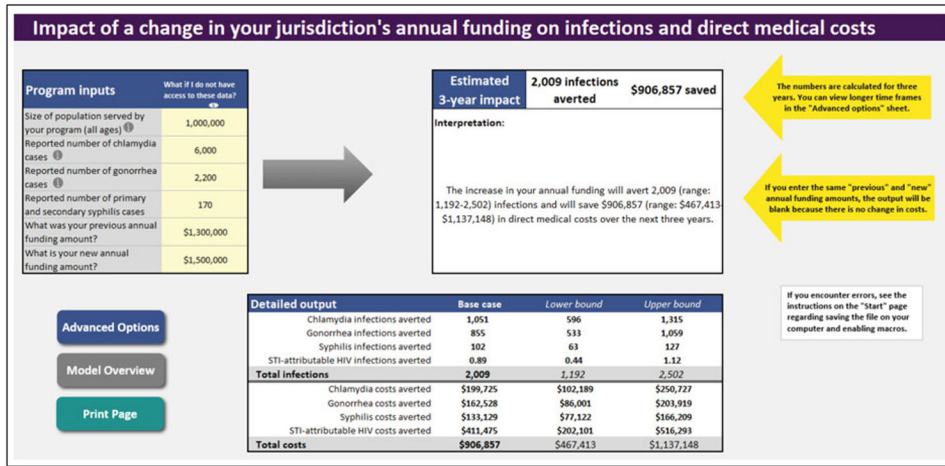 Impact of a change in your jurisdiction's annual funding on infections and direct medical costs
Program inputs
What if I do not have
access to these data?
Size of population served by
your program (all ages)
1,000,000
Reported number of chlamydia
cases
6,000
Reported number of gonorrhea
cases
2,200
Reported number of primary
and secondary syphilis cases
170
What was your previous annual
funding amount?
$1,300,000
What is your new annual
funding amount?
$1,500,000
Estimated
3-year impact
2,009 infections
averted
$906,857 saved
Interpretation:
The increase in your annual funding will avert 2,009 (range:
1,192-2,502) infections and will save $906,857 (range: $467,413-
$1,137,148) in direct medical costs over the next three years.
The numbers are calculated for three
years. You can view longer time frames
in the "Advanced options" sheet.
If you enter the same "previous" and "new"
annual funding amounts, the output will be
blank because there is no change in costs.
If you encounter errors, see the
instructions on the "Start" page
regarding saving the file on your
computer and enabling macros.
Advanced Options
Model Overview
Print Page
Detailed output Base case Lower bound Upper bound
Chlamydia infections averted 1,051 596 1,315
Gonorrhea infections averted 855 533 1,059
Syphilis infections averted 102 63 127
STI-attributable HIV infections averted 0.89 0.44 1.12
Total infections 2,009 1,192 2,502
Chlamydia costs averted $199,725 $102,189 $250,727
Gonorrhea costs averted $162,528 $86,001 $203,919
Syphilis costs averted $133,129 $77,122 $166,209
STI-attributable HIV costs averted $411,475 $202,101 $516,293
Total costs $906,857 $467,413 $1,137,148